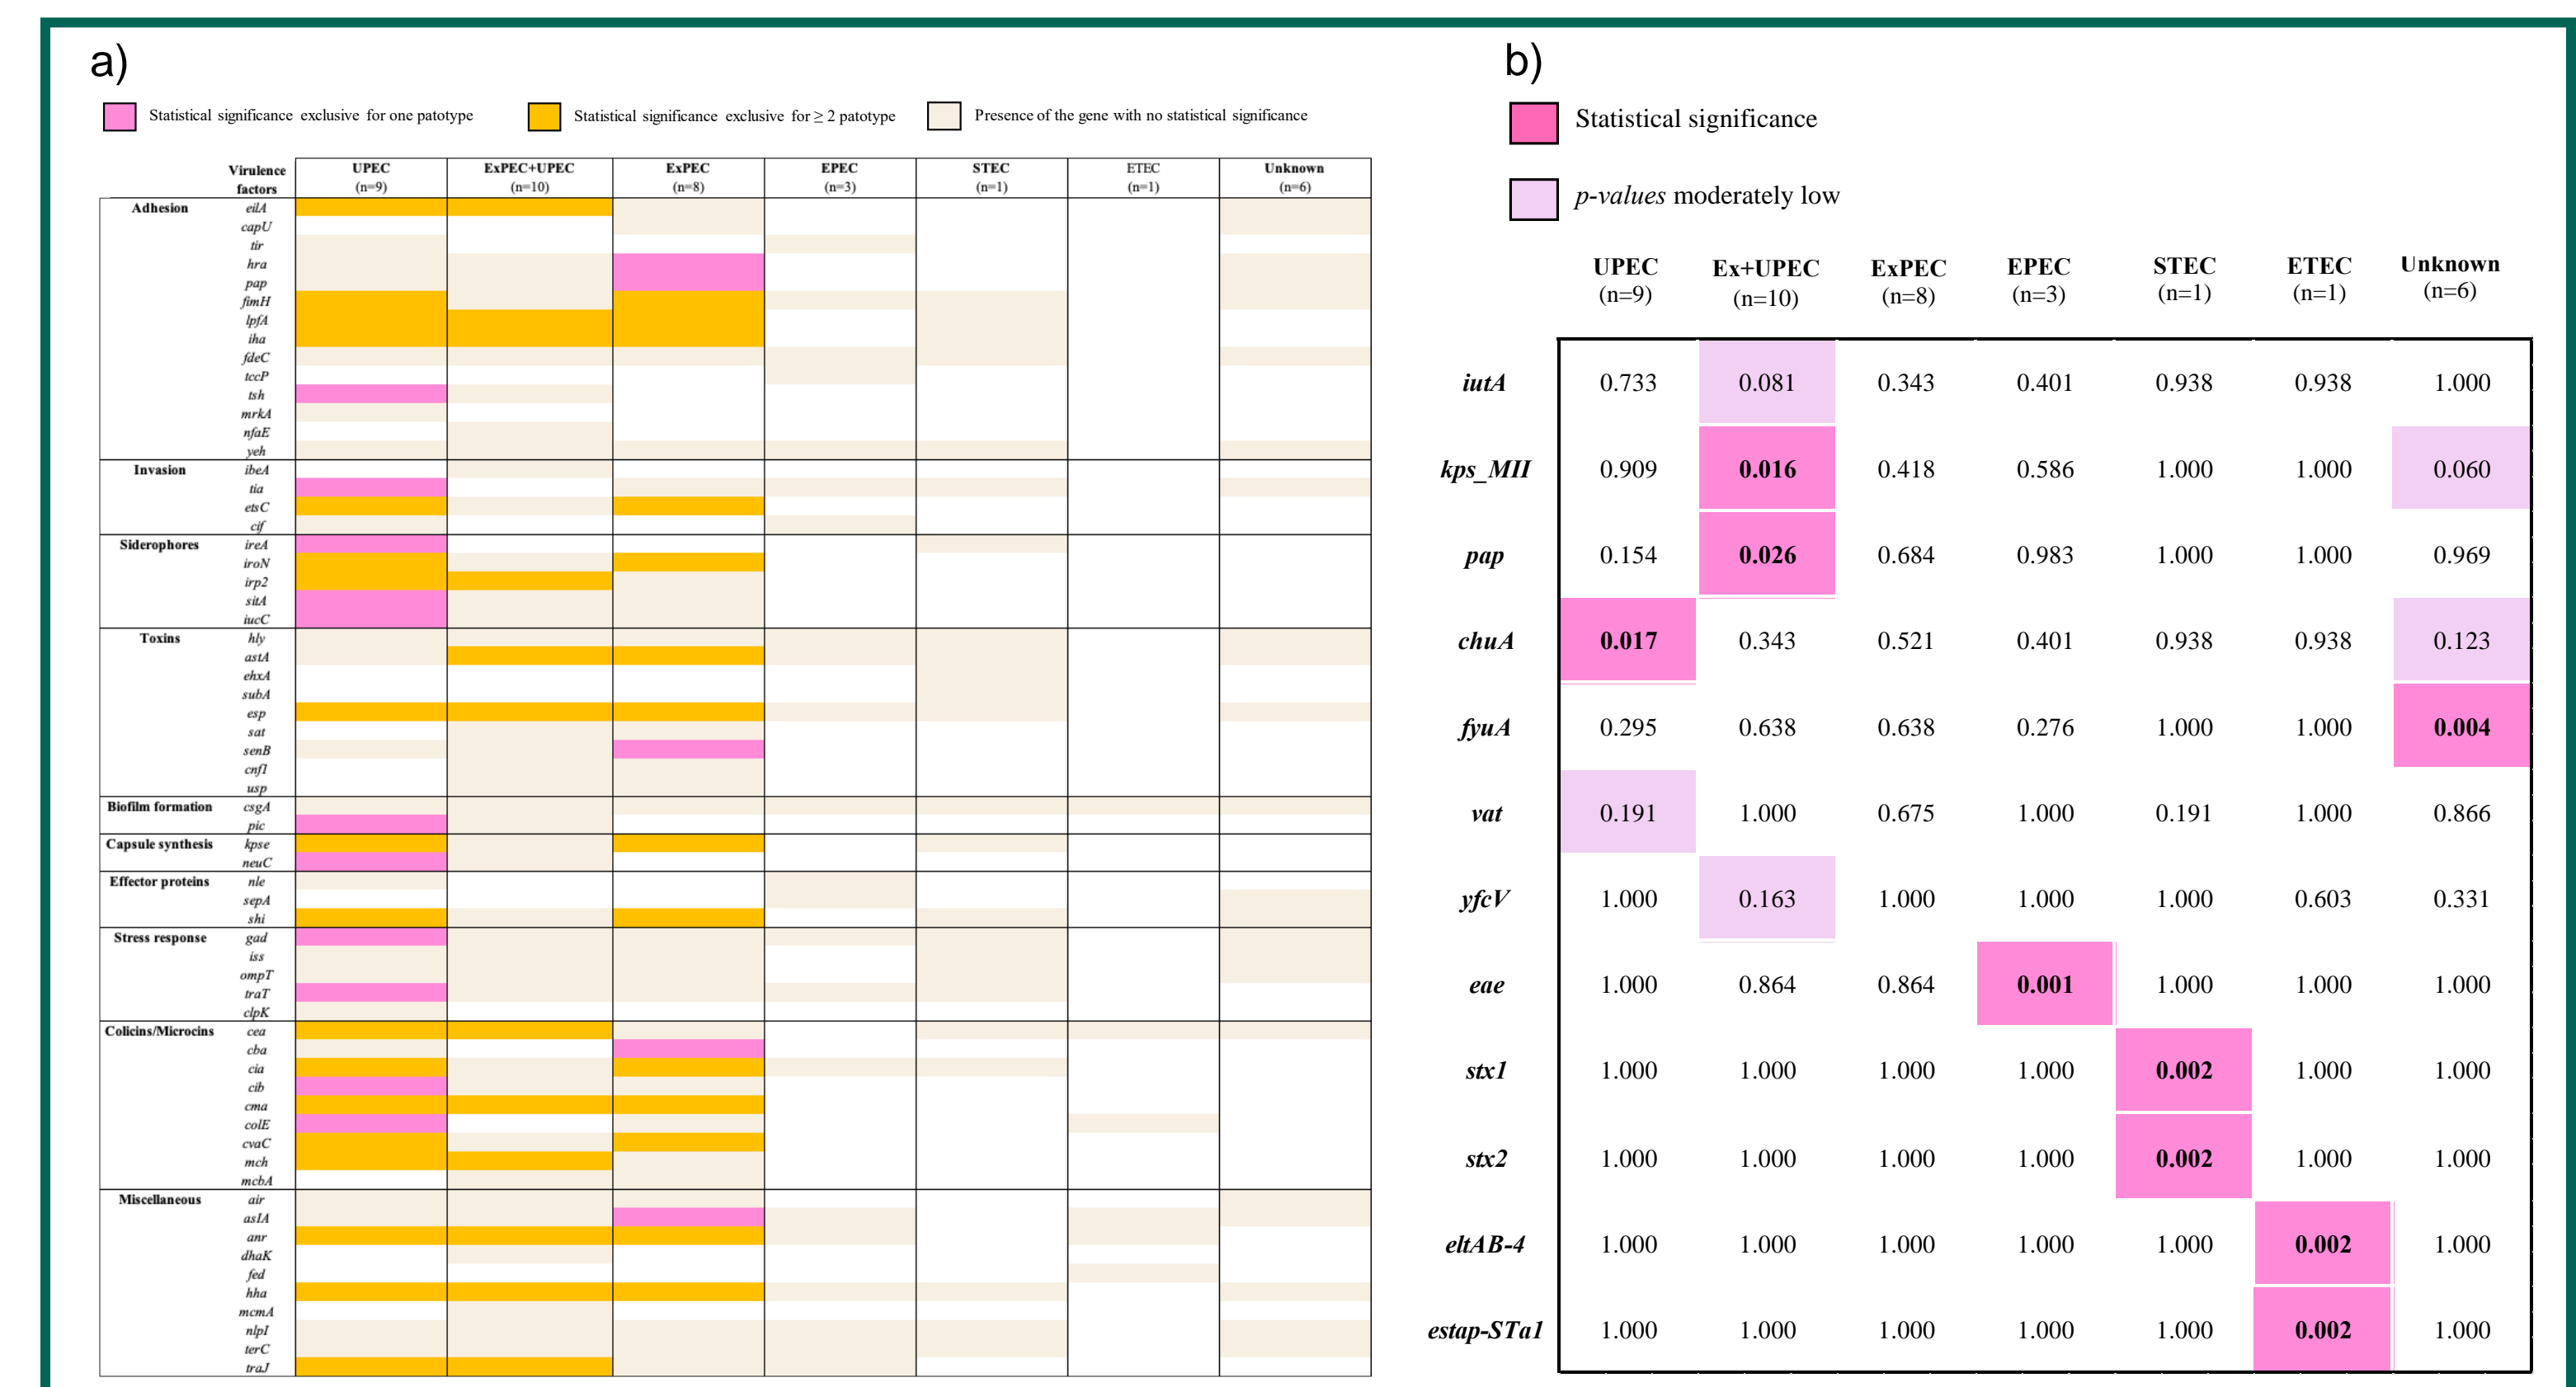 a)
Statistical significance exclusive for one patotype
Statistical significance exclusive for ≥ 2 patotype
Presence of the gene with no statistical significance
Virulence factors UPEC (n=9) ExPEC+UPEC (n=10) ExPEC (n=8) EPEC (n=3) STEC (n=1) ETEC (n=1) Unknown (n=6)
Adhesion eilA
capU
tir
hra
pap
fimH
lpfA
iha
fdeC
tccP
tsh
mrkA
nfaE
yeh
Invasion ibeA
tia
etsC
cif
Siderophores ireA
iroN
irp2
sitA
iucC
Toxins hly
astA
ehxA
subA
esp
sat
senB
cnf1
usp
Biofilm formation csgA
pic
Capsule synthesis kpse
neuC
Effector proteins nle
sepA
shi
Stress response gad
iss
ompT
traT
clpK
Colicins/Microcins cea
cba
cia
cib
cma
colE
cvaC
mch
mcbA
Miscellaneous air
aslA
anr
dhaK
fed
hha
mcmA
nlpI
terC
traJ
b)
Statistical significance
p-values moderately low
UPEC (n=9) Ex+UPEC (n=10) ExPEC (n=8) EPEC (n=3) STEC (n=1) ETEC (n=1) Unknown (n=6)
iutA 0.733 0.081 0.343 0.401 0.938 0.938 1.000
kps_MII 0.909 0.016 0.418 0.586 1.000 1.000 0.060
pap 0.154 0.026 0.684 0.983 1.000 1.000 0.969
chuA 0.017 0.343 0.521 0.401 0.938 0.938 0.123
fyuA 0.295 0.638 0.638 0.276 1.000 1.000 0.004
vat 0.191 1.000 0.675 1.000 0.191 1.000 0.866
yfcV 1.000 0.163 1.000 1.000 1.000 0.603 0.331
eae 1.000 0.864 0.864 0.001 1.000 1.000 1.000
stx1 1.000 1.000 1.000 1.000 0.002 1.000 1.000
stx2 1.000 1.000 1.000 1.000 0.002 1.000 1.000
eltAB-4 1.000 1.000 1.000 1.000 1.000 0.002 1.000
estap-STa1 1.000 1.000 1.000 1.000 1.000 0.002 1.000